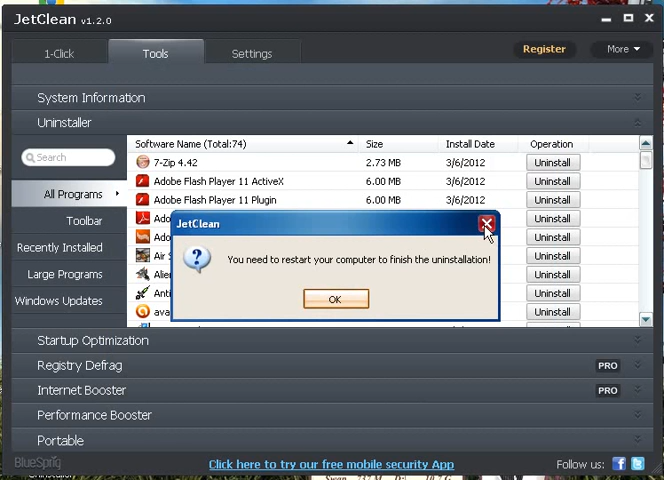 JetClean v1.2.0
1-Click
Tools
Settings
Register
More
System Information
Uninstaller
Search
Software Name (Total:74)
Size
Install Date
Operation
7-Zip 4.42
2.73 MB
3/6/2012
Uninstall
Adobe Flash Player 11 ActiveX
6.00 MB
3/6/2012
Uninstall
All Programs
Adobe Flash Player 11 Plugin
6.00 MB
3/6/2012
Uninstall
Toolbar
Uninstall
Recently Installed
Uninstall
Air
Uninstall
Large Programs
Uninstall
Windows Updates
Uninstall
Uninstall
JetClean
You need to restart your computer to finish the uninstallation!
OK
Startup Optimization
Registry Defrag
PRO
Internet Booster
PRO
Performance Booster
Portable
BlueSprig
Click here to try our free mobile security App
Follow us: